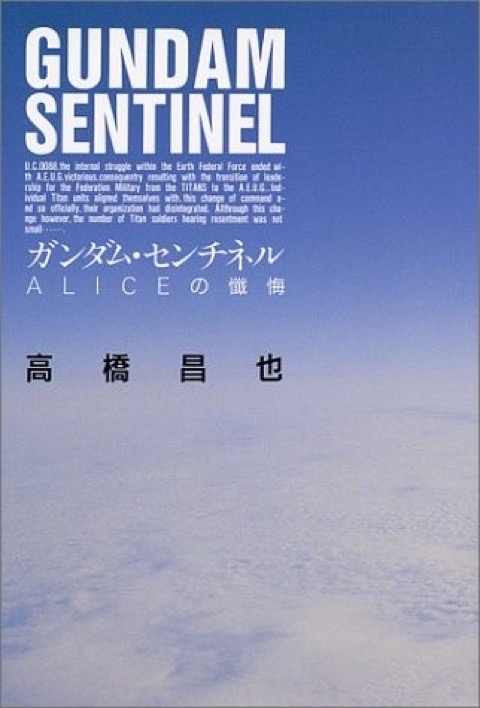 GUNDAM
SENTINEL
U.C.0088, the internal struggle within the Earth Federal Force ended wi-
th A.E.U.G. victorious, consequentry resulting with the transition of leade-
rship for the Federation Military from the TITANS to the A.E.U.G.. Ind-
ividual Titan units aligned themselves with, this change of command a-
nd so officially, their organization had disintegrated. Allthrough this cha-
nge however, the number of Titan soldiers hearing resentment was not
small……。
ガンダム・センチネル
ALICEの懺悔
高橋昌也